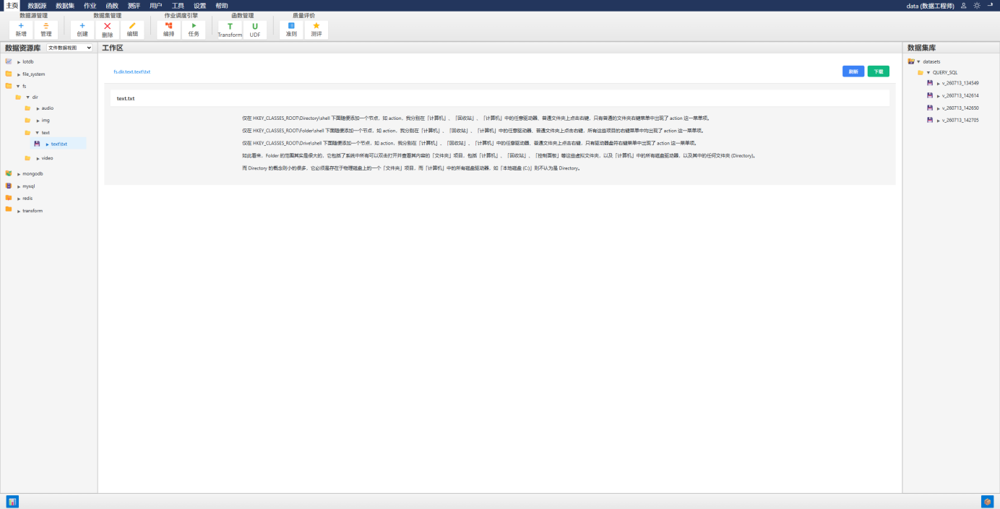 主页 数据源 数据集 作业 函数 测评 用户 工具 设置 帮助 data (数据工程师)
数据源管理 数据集管理 作业调度引擎 函数管理 质量评价
新增 管理 创建 删除 编辑 编排 任务 Transform UDF 准则 测评
数据资源库 文件数据视图
iotdb
file_system
fs
dir
audio
img
text
text\txt
video
mongodb
mysql
redis
transform
工作区
fs.dir.text.text\txt 刷新 下载
text.txt
仅在 HKEY_CLASSES_ROOT\Directory\shell 下面随便添加一个节点，如 action，我分别在「计算机」、「回收站」、「计算机」中的任意驱动器、普通文件夹上点击右键，只有普通的文件夹右键菜单中出现了 action 这一菜单项。
仅在 HKEY_CLASSES_ROOT\Folder\shell 下面随便添加一个节点，如 action，我分别在「计算机」、「回收站」、「计算机」中的任意驱动器、普通文件夹上点击右键，所有这些项目的右键菜单中均出现了 action 这一菜单项。
仅在 HKEY_CLASSES_ROOT\Drive\shell 下面随便添加一个节点，如 action，我分别在「计算机」、「回收站」、「计算机」中的任意驱动器、普通文件夹上点击右键，只有驱动器盘符右键菜单中出现了 action 这一菜单项。
如此看来，Folder 的范围其实是很大的，它包括了系统中所有可以双击打开并查看其内容的「文件夹」项目，包括「计算机」、「回收站」、「控制面板」等这些虚拟文件夹，以及「计算机」中的所有磁盘驱动器，以及其中的任何文件夹 (Directory)。
而 Directory 的概念则小的很多，它必须是存在于物理磁盘上的一个「文件夹」项目，而「计算机」中的所有磁盘驱动器，如「本地磁盘 (C:)」则不认为是 Directory。
数据集库
datasets
QUERY_SQL
v_260713_134549
v_260713_142614
v_260713_142650
v_260713_142705